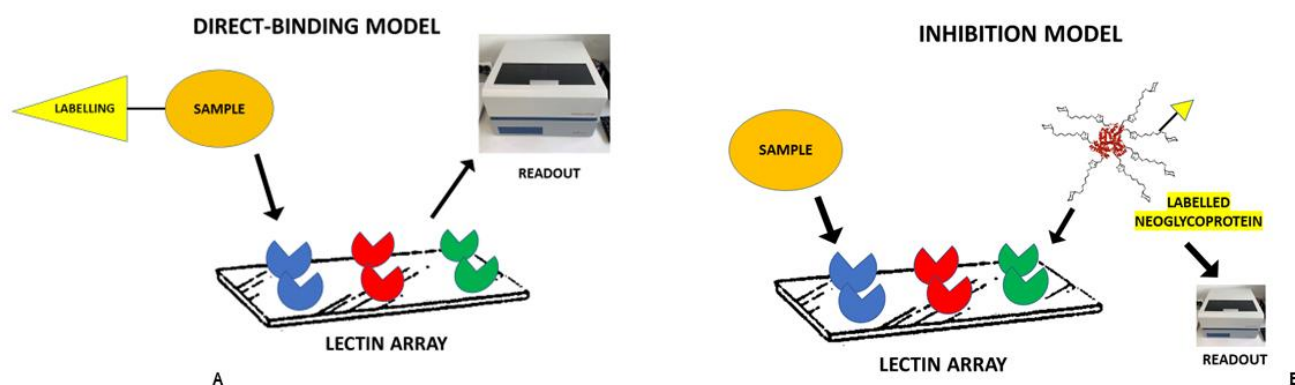 DIRECT-BINDING MODEL
LABELLING
SAMPLE
READOUT
LECTIN ARRAY
A
INHIBITION MODEL
SAMPLE
LABELLED
NEOGLYCOPROTEIN
LECTIN ARRAY
READOUT